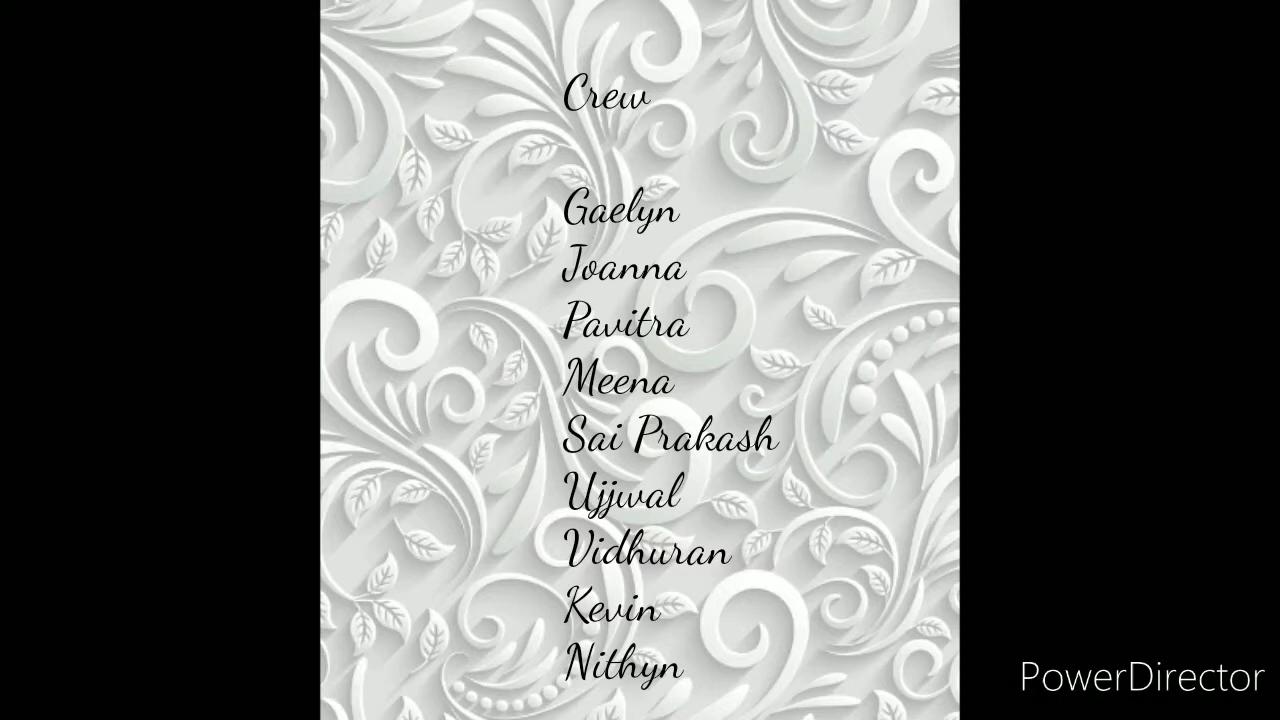 Crew
Gaelyn
Joanna
Pavitra
Meena
Sai Prakash
Ujjwal
Vidhuran
Kevin
Nithyn
PowerDirector